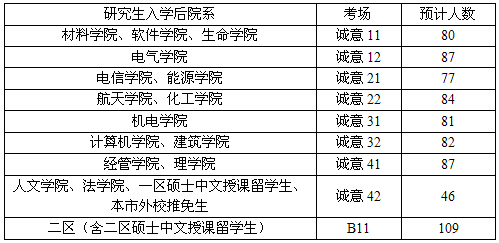 研究生入学后院系 考场 预计人数
材料学院、软件学院、生命学院 诚意 11 80
电气学院 诚意 12 87
电信学院、能源学院 诚意 21 77
航天学院、化工学院 诚意 22 84
机电学院 诚意 31 81
计算机学院、建筑学院 诚意 32 82
经管学院、理学院 诚意 41 87
人文学院、法学院、一区硕士中文授课留学生、
本市外校推免生 诚意 42 46
二区（含二区硕士中文授课留学生） B11 109